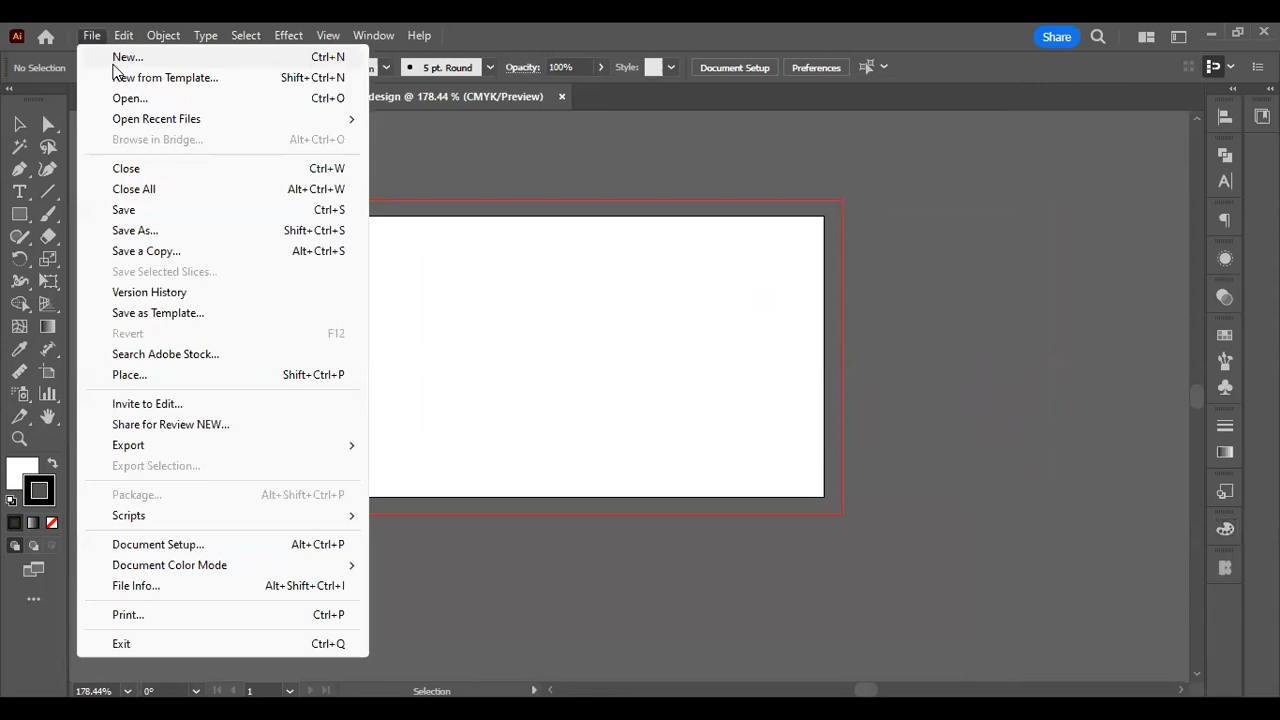 Ai File Edit Object Type Select Effect View Window Help Share
No Selection 5 pt. Round Opacity: 100% Style: Document Setup Preferences
design @ 178.44 % (CMYK/Preview) ×
New... Ctrl+N
New from Template... Shift+Ctrl+N
Open... Ctrl+O
Open Recent Files
Browse in Bridge... Alt+Ctrl+O
Close Ctrl+W
Close All Alt+Ctrl+W
Save Ctrl+S
Save As... Shift+Ctrl+S
Save a Copy... Alt+Ctrl+S
Save Selected Slices...
Version History
Save as Template...
Revert F12
Search Adobe Stock...
Place... Shift+Ctrl+P
Invite to Edit...
Share for Review NEW...
Export
Export Selection...
Package... Alt+Shift+Ctrl+P
Scripts
Document Setup... Alt+Ctrl+P
Document Color Mode
File Info... Alt+Shift+Ctrl+I
Print... Ctrl+P
Exit Ctrl+Q
178.44% 0° 1 Selection